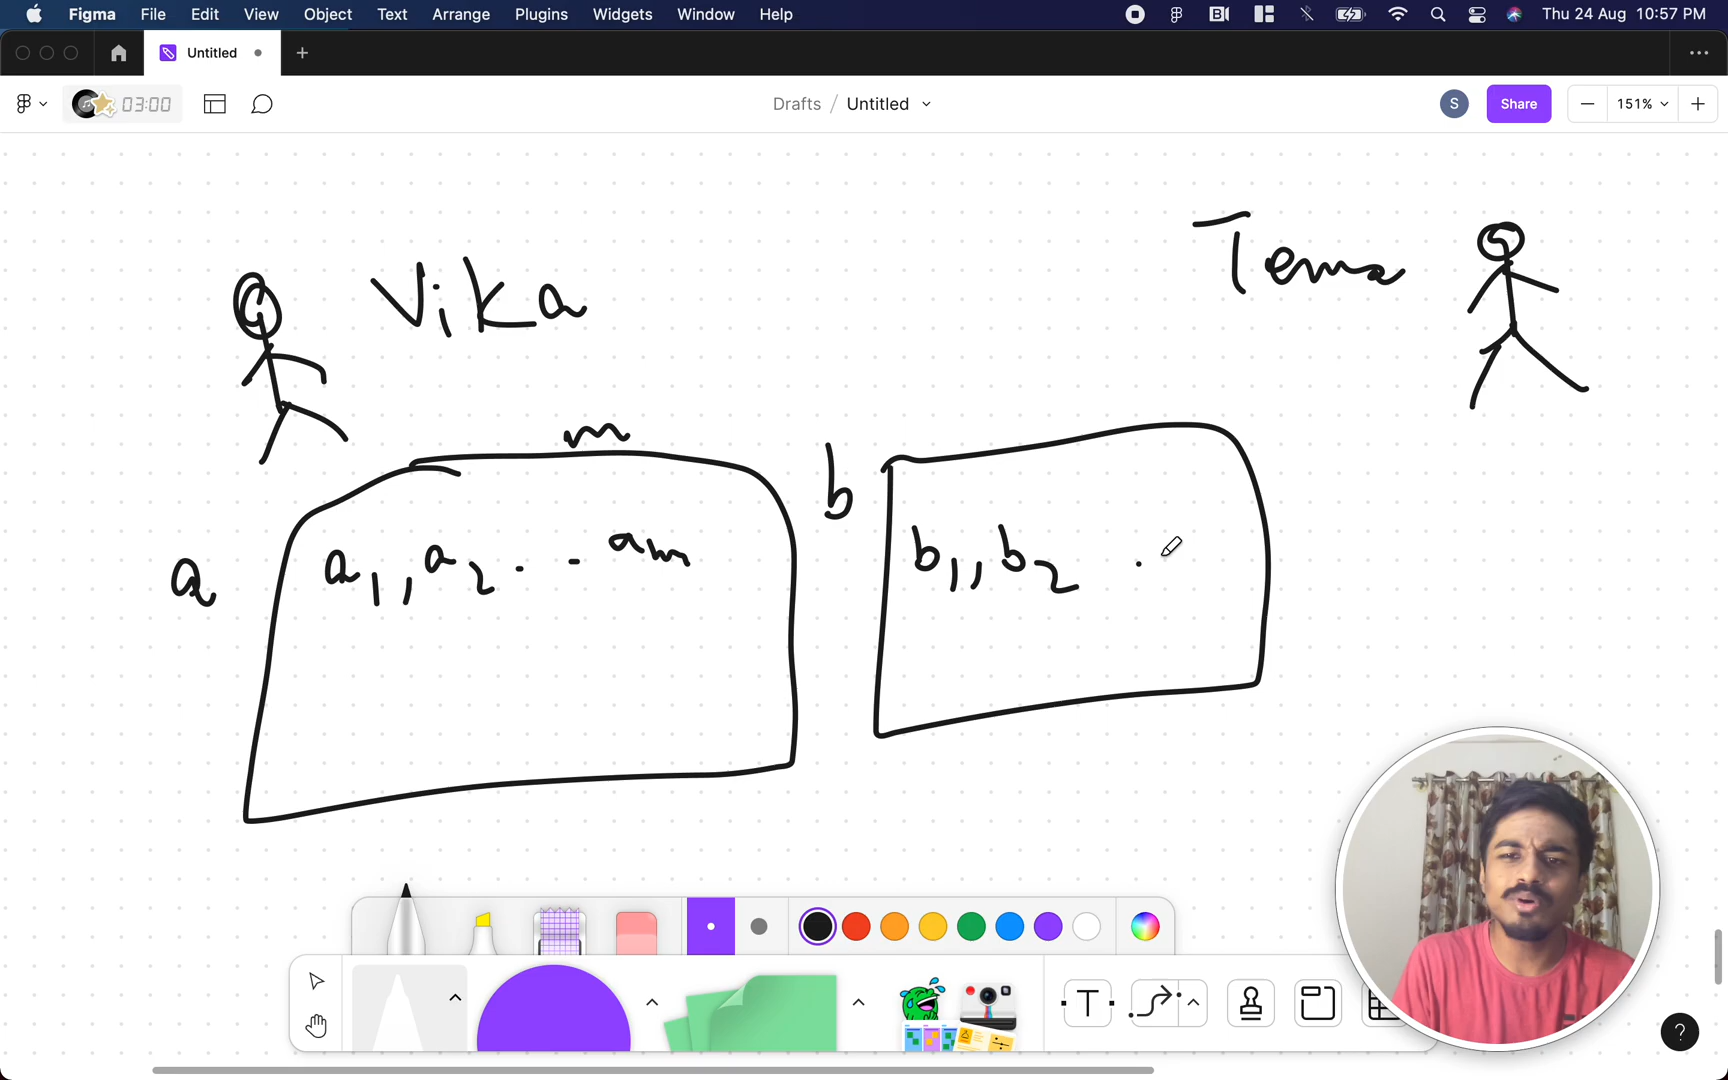 Figma File Edit View Object Text Arrange Plugins Widgets Window Help Thu 24 Aug 10:57 PM
Untitled
03:00 Drafts / Untitled S Share 151%
Vika
Tema
m
a
a1, a2 . . am
b
b1, b2 .
T
?